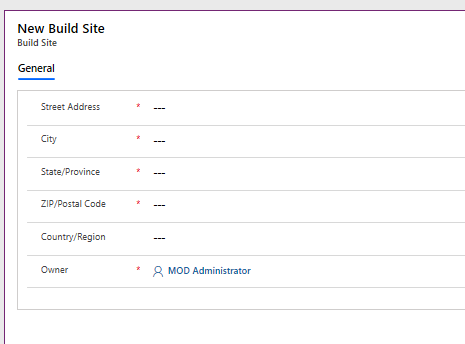 New Build Site
Build Site
General
Street Address * ---
City * ---
State/Province * ---
ZIP/Postal Code * ---
Country/Region ---
Owner * MOD Administrator